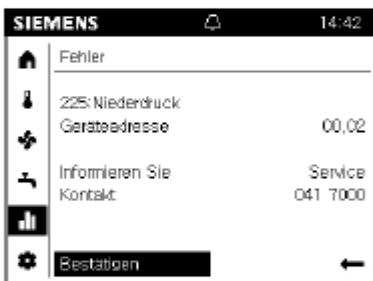 SIEMENS 14:42
Fehler
225:Niederdruck
Geräteadresse 00,02
Informieren Sie Service
Kontakt 041 7000
Bestätigen